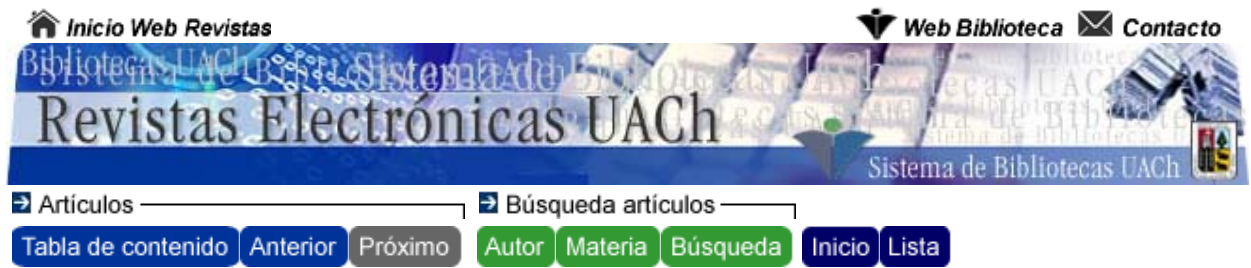 Inicio Web Revistas
Web Biblioteca
Contacto
Revistas Electrónicas UACh
Sistema de Bibliotecas UACh
Artículos
Búsqueda artículos
Tabla de contenido Anterior Próximo Autor Materia Búsqueda Inicio Lista